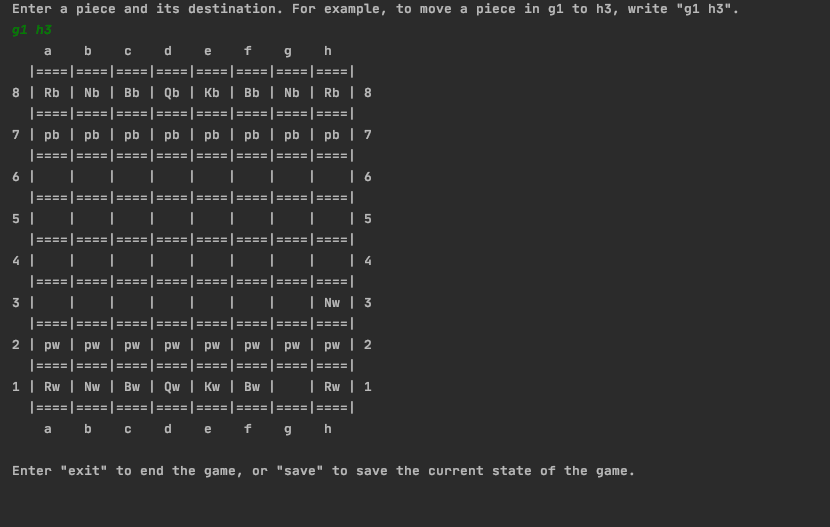 Enter a piece and its destination. For example, to move a piece in g1 to h3, write "g1 h3".
g1 h3
    a    b    c    d    e    f    g    h
  |====|====|====|====|====|====|====|====|
8 | Rb | Nb | Bb | Qb | Kb | Bb | Nb | Rb | 8
  |====|====|====|====|====|====|====|====|
7 | pb | pb | pb | pb | pb | pb | pb | pb | 7
  |====|====|====|====|====|====|====|====|
6 |    |    |    |    |    |    |    |    | 6
  |====|====|====|====|====|====|====|====|
5 |    |    |    |    |    |    |    |    | 5
  |====|====|====|====|====|====|====|====|
4 |    |    |    |    |    |    |    |    | 4
  |====|====|====|====|====|====|====|====|
3 |    |    |    |    |    |    |    | Nw | 3
  |====|====|====|====|====|====|====|====|
2 | pw | pw | pw | pw | pw | pw | pw | pw | 2
  |====|====|====|====|====|====|====|====|
1 | Rw | Nw | Bw | Qw | Kw | Bw |    | Rw | 1
  |====|====|====|====|====|====|====|====|
    a    b    c    d    e    f    g    h
Enter "exit" to end the game, or "save" to save the current state of the game.